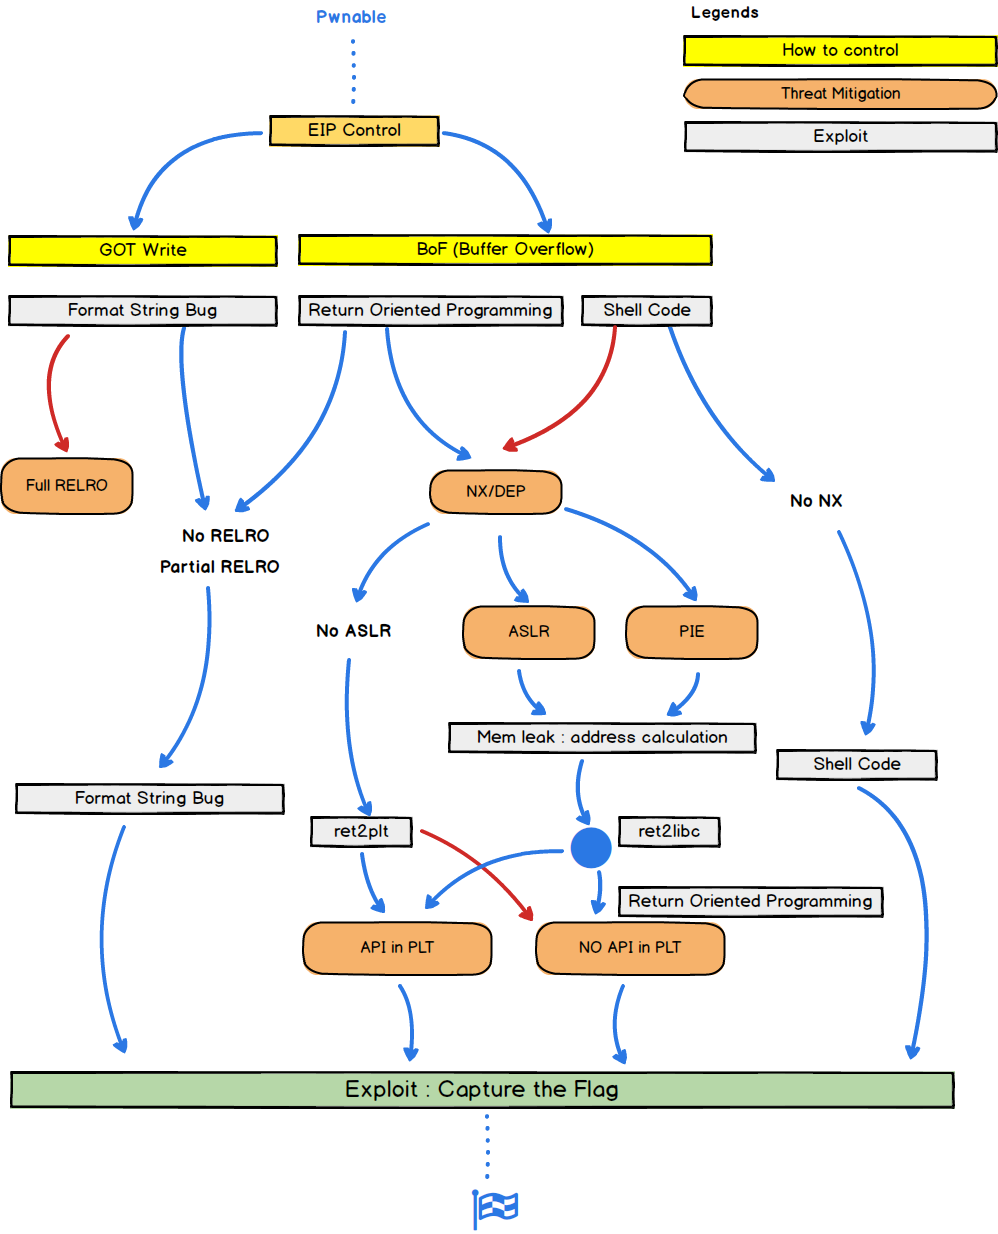 Pwnable
Legends
How to control
Threat Mitigation
Exploit
EIP Control
GOT Write
BoF (Buffer Overflow)
Format String Bug
Return Oriented Programming
Shell Code
Full RELRO
NX/DEP
No NX
No RELRO
Partial RELRO
No ASLR
ASLR
PIE
Mem leak : address calculation
Shell Code
Format String Bug
ret2plt
ret2libc
Return Oriented Programming
API in PLT
NO API in PLT
Exploit : Capture the Flag